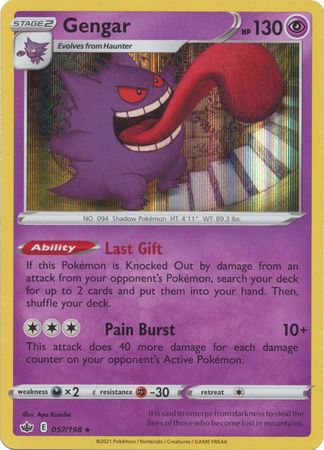 STAGE 2 Gengar HP 130
Evolves from Haunter
NO. 094 Shadow Pokémon HT: 4'11" WT: 89.3 lbs.
Ability Last Gift
If this Pokémon is Knocked Out by damage from an
attack from your opponent's Pokémon, search your deck
for up to 2 cards and put them into your hand. Then,
shuffle your deck.
Pain Burst 10+
This attack does 40 more damage for each damage
counter on your opponent's Active Pokémon.
weakness ×2 resistance -30 retreat
Illus. Aya Kusube
E 057/198 ★
It is said to emerge from darkness to steal the
lives of those who become lost in mountains.
©2021 Pokémon / Nintendo / Creatures / GAME FREAK